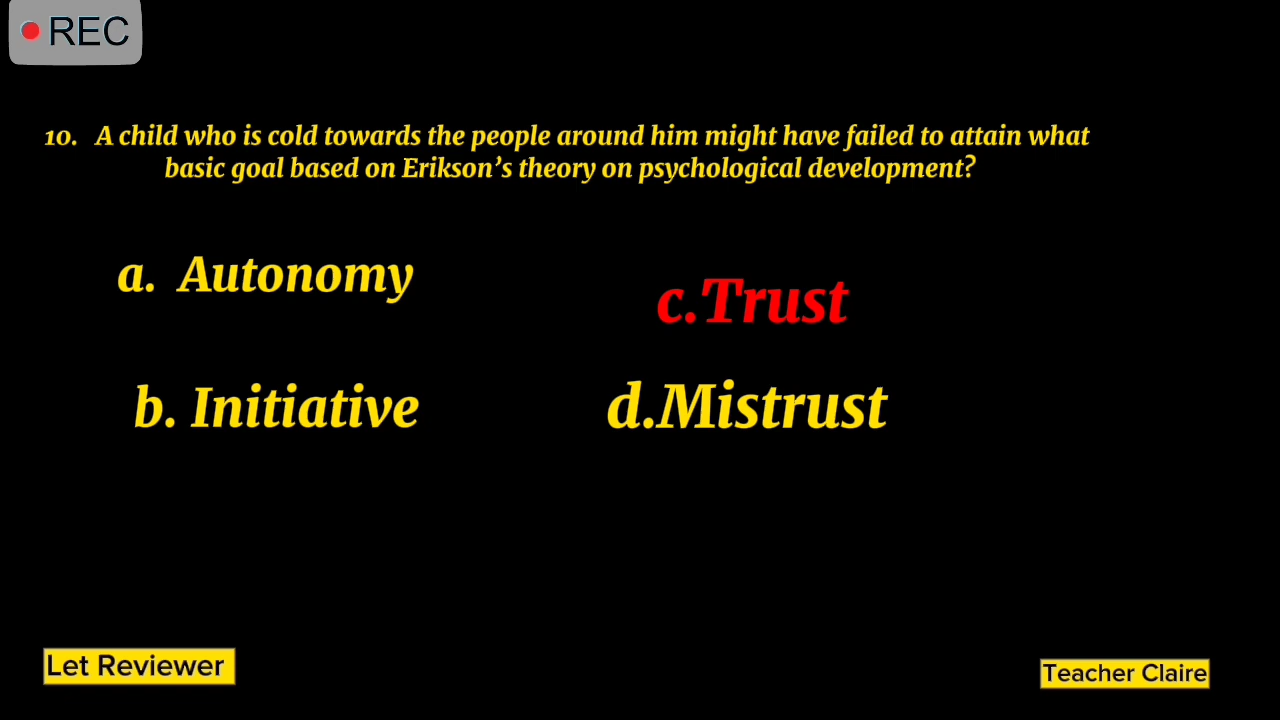 REC
10. A child who is cold towards the people around him might have failed to attain what
basic goal based on Erikson’s theory on psychological development?
a. Autonomy
c.Trust
b. Initiative
d.Mistrust
Let Reviewer
Teacher Claire